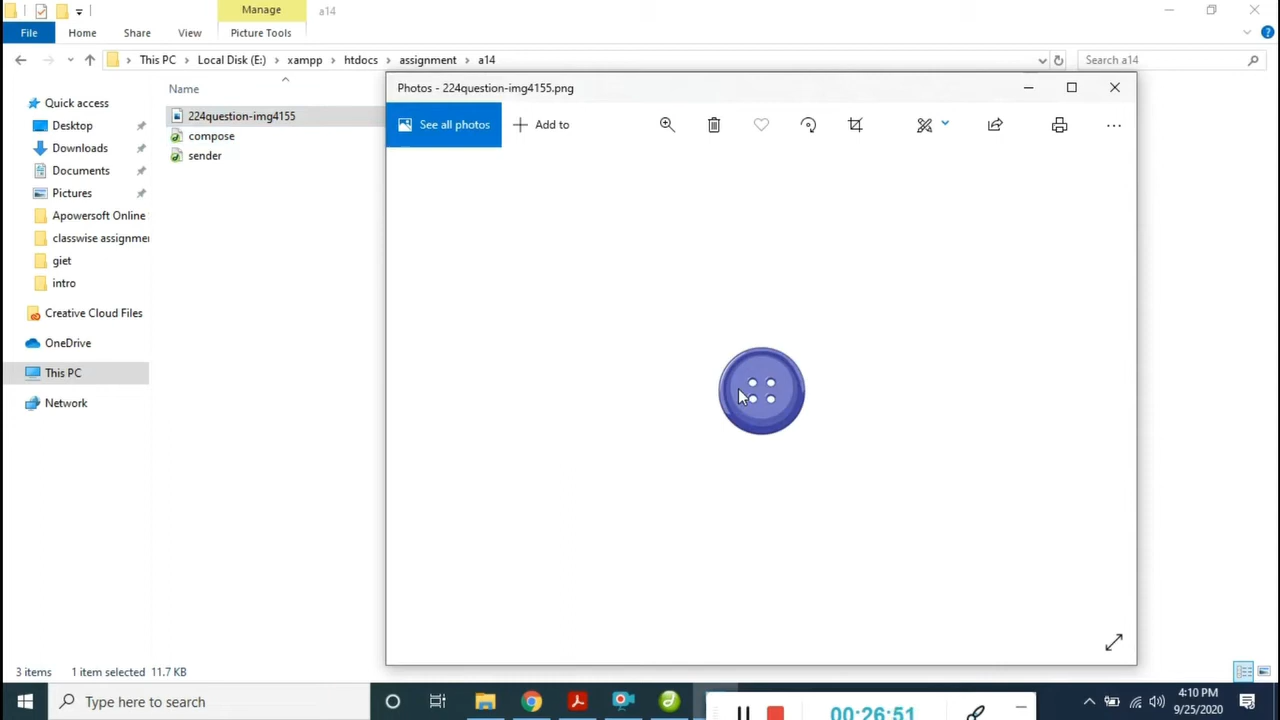 Manage
a14
File
Home
Share
View
Picture Tools
This PC
Local Disk (E:)
xampp
htdocs
assignment
a14
Search a14
Quick access
Desktop
Downloads
Documents
Pictures
Apowersoft Online
classwise assignmen
giet
intro
Creative Cloud Files
OneDrive
This PC
Network
Name
224question-img4155
compose
sender
Photos - 224question-img4155.png
See all photos
Add to
3 items
1 item selected 11.7 KB
Type here to search
00:26:51
4:10 PM
9/25/2020